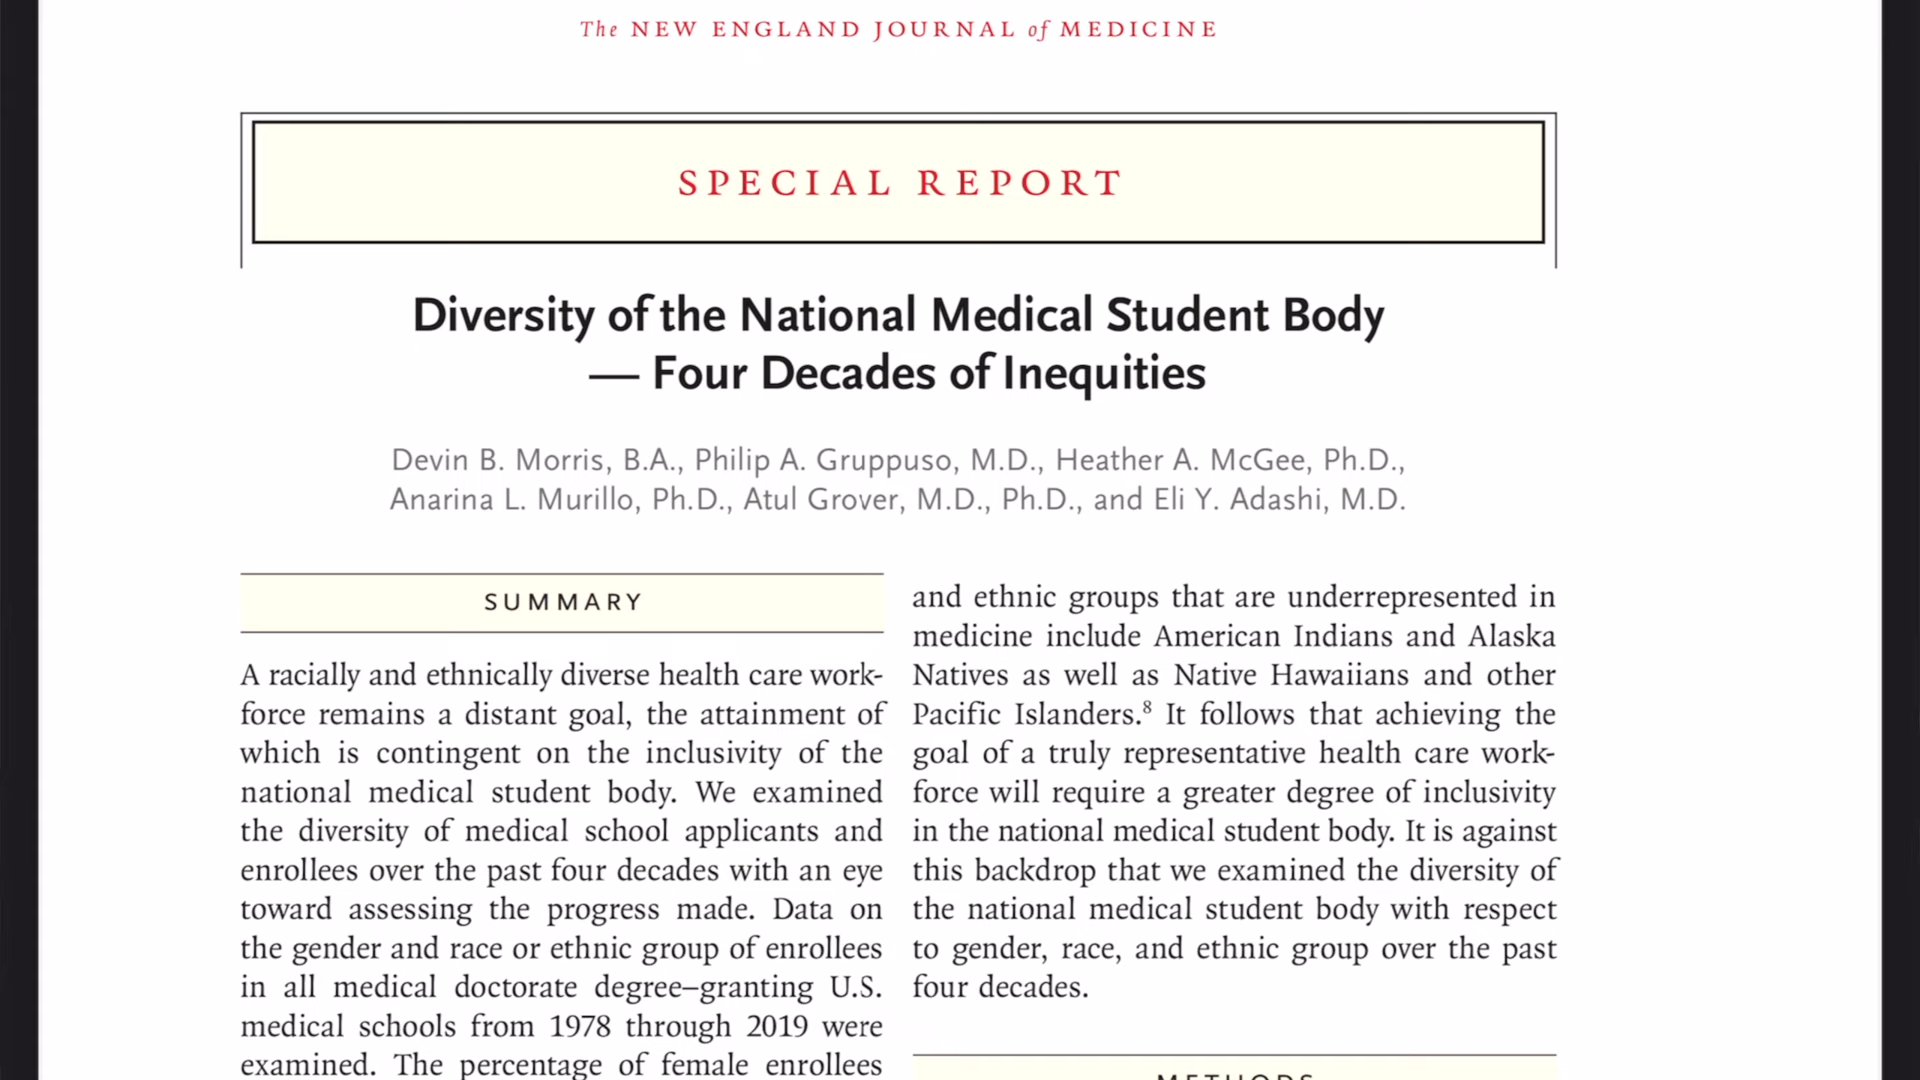 The NEW ENGLAND JOURNAL of MEDICINE
SPECIAL REPORT
Diversity of the National Medical Student Body
— Four Decades of Inequities
Devin B. Morris, B.A., Philip A. Gruppuso, M.D., Heather A. McGee, Ph.D.,
Anarina L. Murillo, Ph.D., Atul Grover, M.D., Ph.D., and Eli Y. Adashi, M.D.
SUMMARY
A racially and ethnically diverse health care work-
force remains a distant goal, the attainment of
which is contingent on the inclusivity of the
national medical student body. We examined
the diversity of medical school applicants and
enrollees over the past four decades with an eye
toward assessing the progress made. Data on
the gender and race or ethnic group of enrollees
in all medical doctorate degree–granting U.S.
medical schools from 1978 through 2019 were
examined. The percentage of female enrollees
and ethnic groups that are underrepresented in
medicine include American Indians and Alaska
Natives as well as Native Hawaiians and other
Pacific Islanders.8 It follows that achieving the
goal of a truly representative health care work-
force will require a greater degree of inclusivity
in the national medical student body. It is against
this backdrop that we examined the diversity of
the national medical student body with respect
to gender, race, and ethnic group over the past
four decades.
METHODS